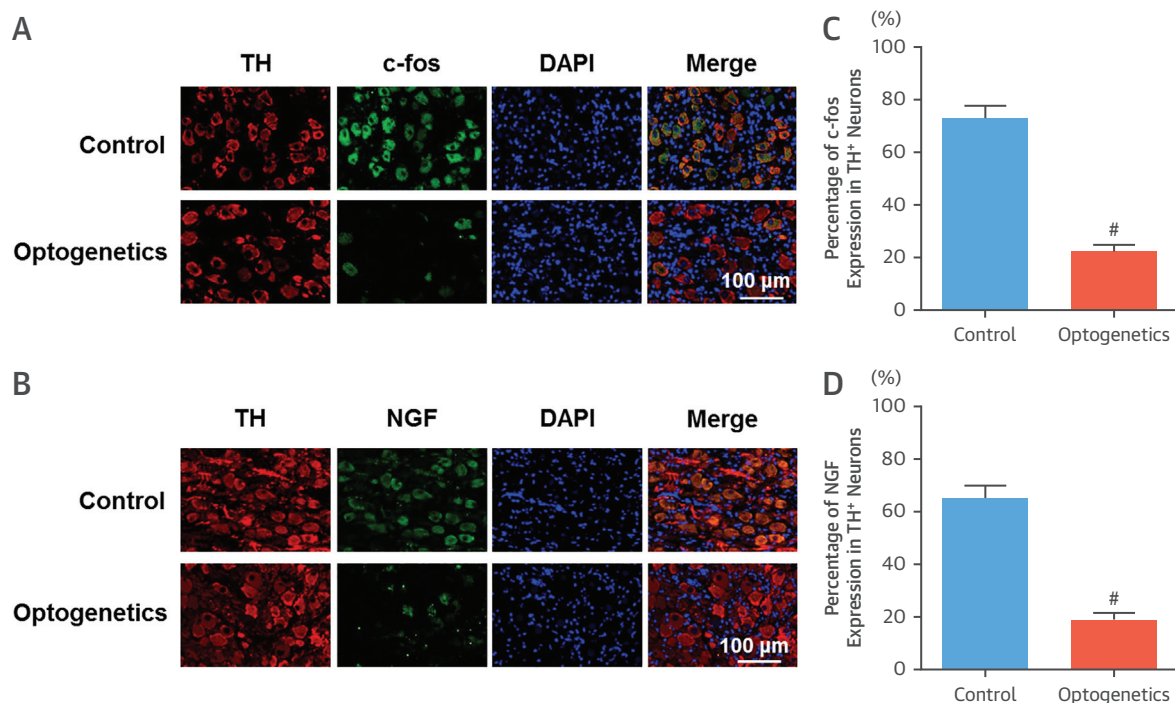 A
TH c-fos DAPI Merge
Control
Optogenetics
100 µm
B
TH NGF DAPI Merge
Control
Optogenetics
100 µm
C
(%)
Percentage of c-fos
Expression in TH⁺ Neurons
100
80
60
40
20
0
#
Control Optogenetics
D
(%)
Percentage of NGF
Expression in TH⁺ Neurons
100
80
60
40
20
0
#
Control Optogenetics